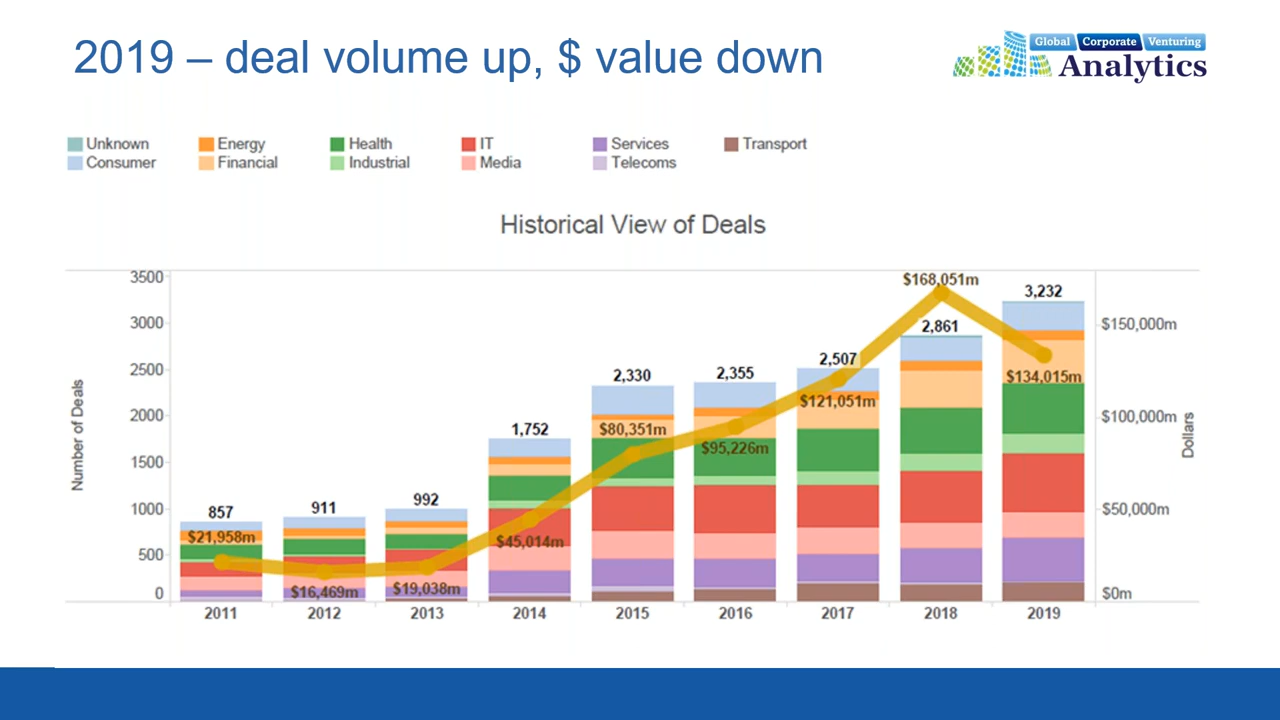 2019 – deal volume up, $ value down
Global Corporate Venturing
Analytics
Unknown Energy Health IT Services Transport
Consumer Financial Industrial Media Telecoms
Historical View of Deals
3500 $168,051m 3,232
3000 2,861 $150,000m
2500 2,330 2,355 2,507 $134,015m
2000 1,752 $80,351m $95,226m $121,051m $100,000m
1500
1000 857 911 992 $50,000m
500 $21,958m $45,014m
0 $16,469m $19,038m $0m
Number of Deals
Dollars
2011 2012 2013 2014 2015 2016 2017 2018 2019